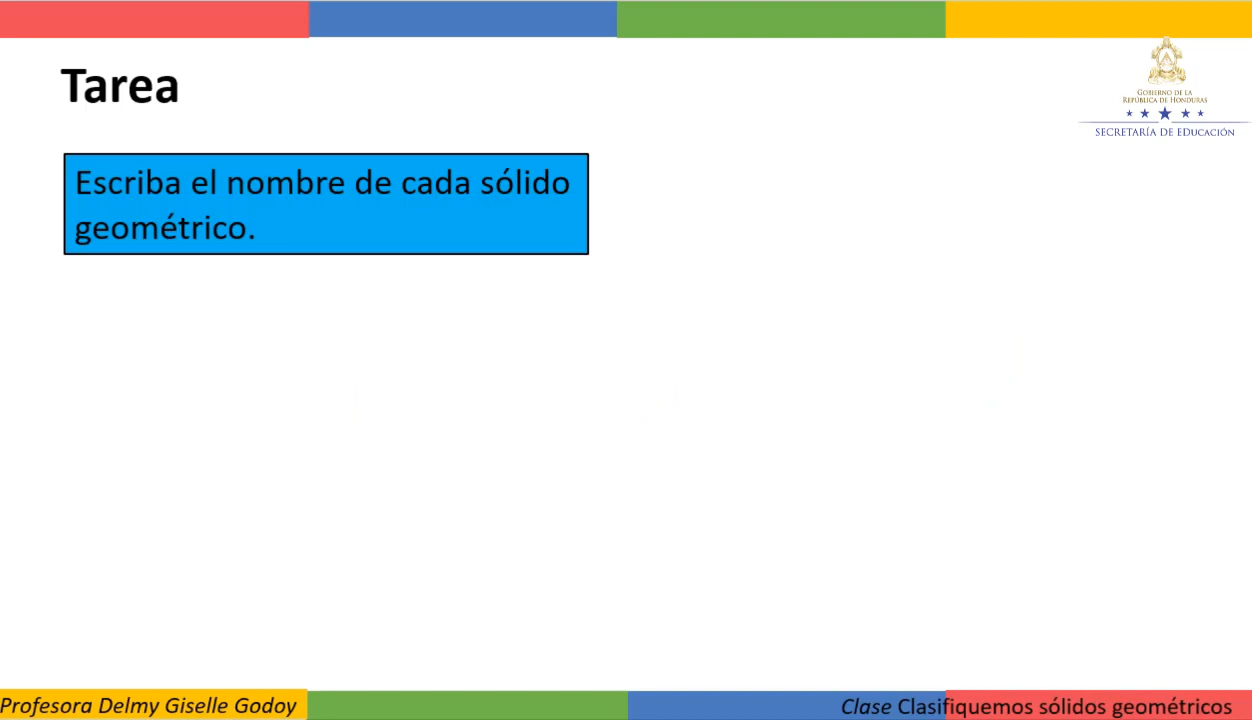 Tarea
GOBIERNO DE LA
REPÚBLICA DE HONDURAS
SECRETARÍA DE EDUCACIÓN
Escriba el nombre de cada sólido
geométrico.
Profesora Delmy Giselle Godoy
Clase Clasifiquemos sólidos geométricos